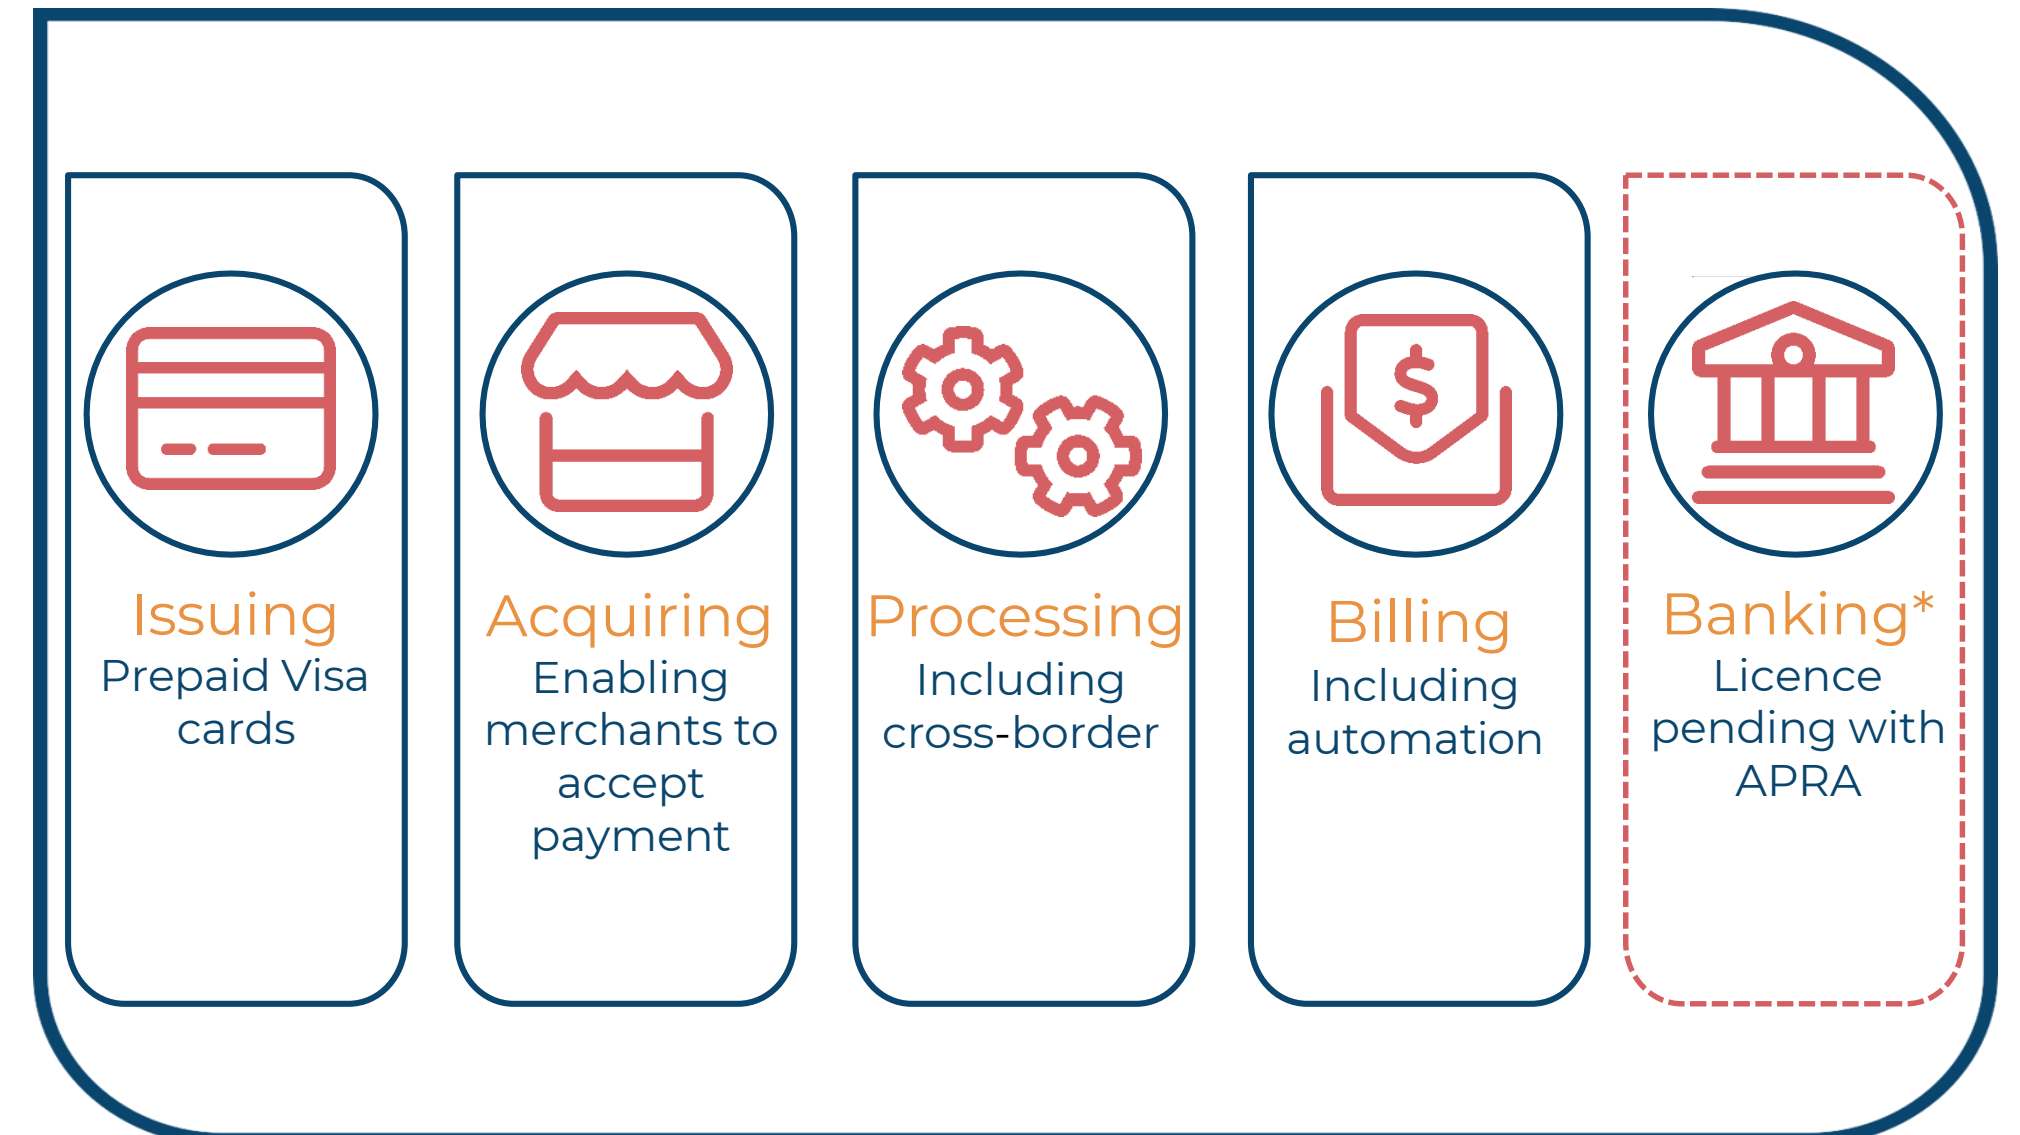 Issuing
Prepaid Visa
cards
Acquiring
Enabling
merchants to
accept
payment
Processing
Including
cross-border
Billing
Including
automation
Banking*
Licence
pending with
APRA
$